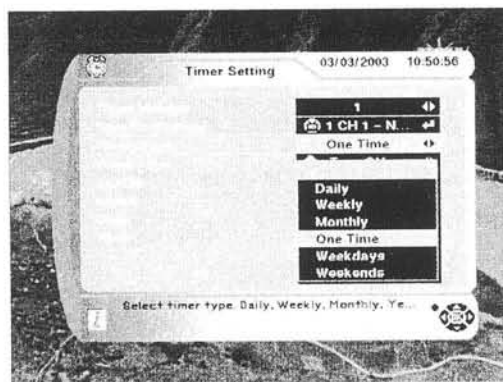 Timer Setting
03/03/2003 10:50:56
1
1 CH 1 - N...
One Time
Daily
Weekly
Monthly
One Time
Weekdays
Weekends
Select timer type. Daily, Weekly, Monthly, Ye...